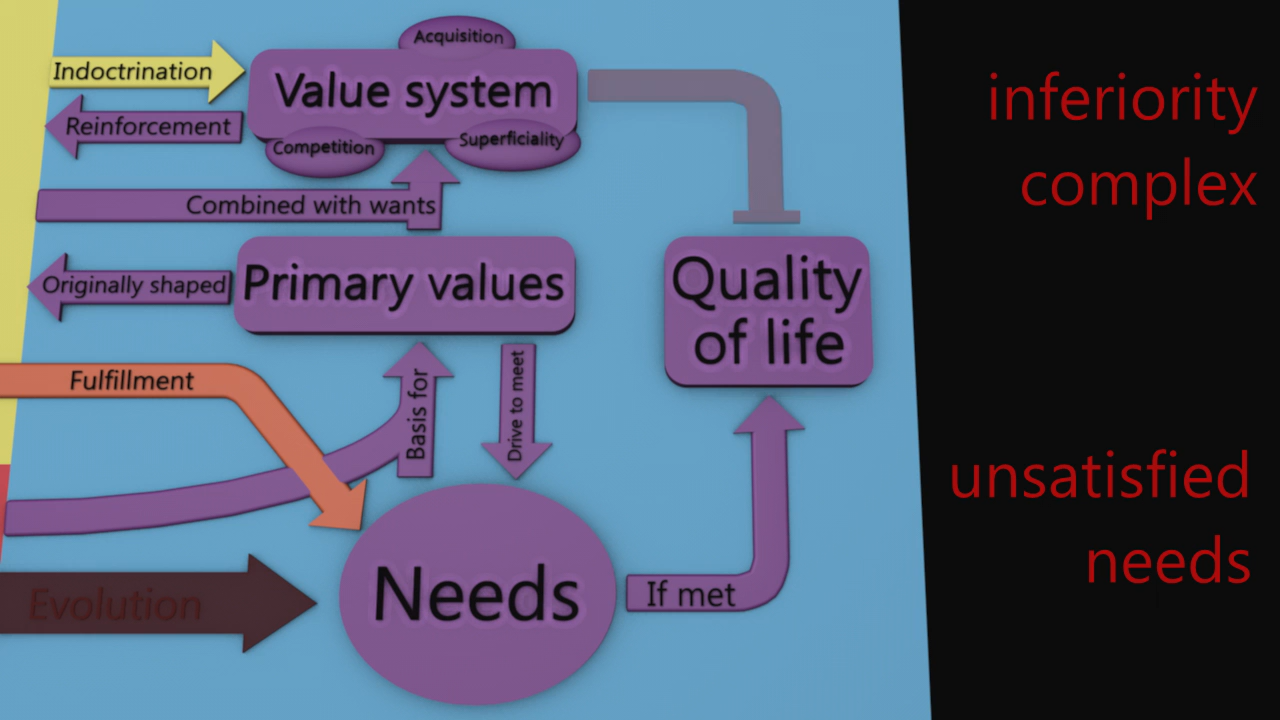 Acquisition
Indoctrination
Value system
Reinforcement
Competition
Superficiality
Combined with wants
Originally shaped
Primary values
Quality
of life
Fulfillment
Basis for
Drive to meet
Evolution
Needs
If met
inferiority
complex
unsatisfied
needs